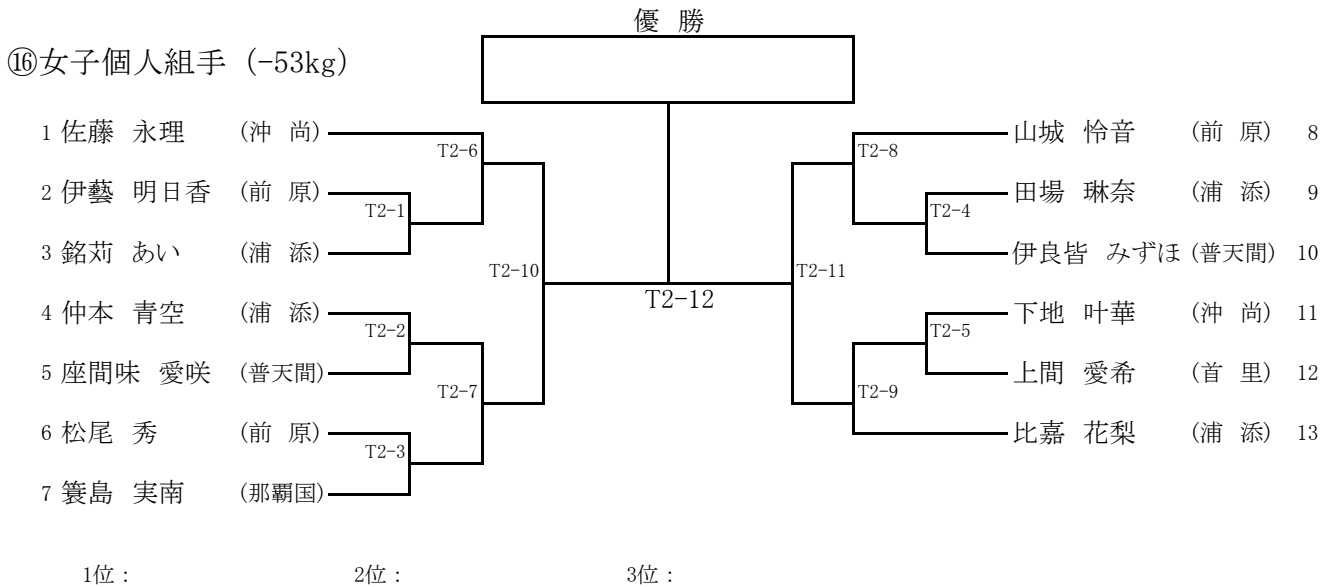 優 勝
⑯女子個人組手 (-53kg)
1 佐藤 永理 (沖 尚)
2 伊藝 明日香 (前 原)
3 銘苅 あい (浦 添)
4 仲本 青空 (浦 添)
5 座間味 愛咲 (普天間)
6 松尾 秀 (前 原)
7 簑島 実南 (那覇国)
T2-6
T2-1
T2-10
T2-2
T2-7
T2-3
T2-12
T2-8
T2-4
T2-11
T2-5
T2-9
山城 怜音 (前 原) 8
田場 琳奈 (浦 添) 9
伊良皆 みずほ (普天間) 10
下地 叶華 (沖 尚) 11
上間 愛希 (首 里) 12
比嘉 花梨 (浦 添) 13
1位: 2位: 3位: